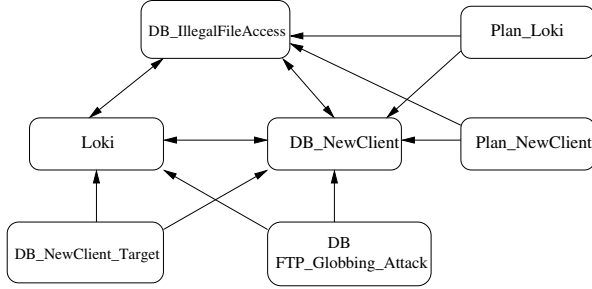 DB_IllegalFileAccess
Plan_Loki
Loki
DB_NewClient
Plan_NewClient
DB_NewClient_Target
DB
FTP_Globbing_Attack